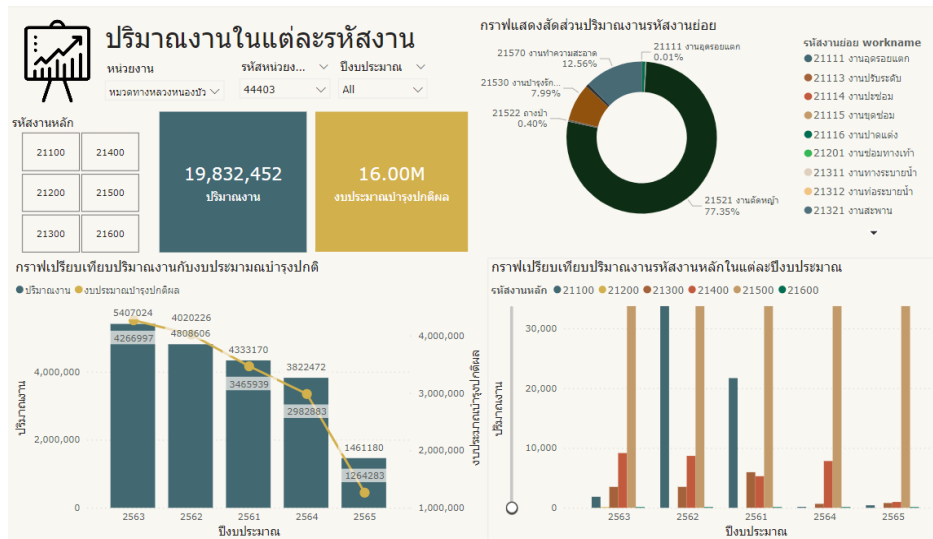 ปริมาณงานในแต่ละรหัสงาน
หน่วยงาน
รหัสหน่วยง...
ปีงบประมาณ
หมวดทางหลวงหนองบัว
44403
All
รหัสงานหลัก
21100
21400
21200
21500
21300
21600
19,832,452
ปริมาณงาน
16.00M
งบประมาณบำรุงปกติผล
กราฟแสดงสัดส่วนปริมาณงานรหัสงานย่อย
21570 งานทำความสะอาด
12.56%
21111 งานอุดรอยแตก
0.01%
21530 งานบำรุงรัก...
7.99%
21522 ถางป่า
0.40%
21521 งานตัดหญ้า
77.35%
รหัสงานย่อย workname
21111 งานอุดรอยแตก
21113 งานปรับระดับ
21114 งานปะซ่อม
21115 งานขุดซ่อม
21116 งานปาดแต่ง
21201 งานซ่อมทางเท้า
21311 งานทางระบายน้ำ
21312 งานท่อระบายน้ำ
21321 งานสะพาน
กราฟเปรียบเทียบปริมาณงานกับงบประมามณบำรุงปกติ
ปริมาณงาน งบประมาณบำรุงปกติผล
5407024
4266997
4020226
4808606
4333170
3465939
3822472
2982883
1461180
1264283
4,000,000
2,000,000
0
4,000,000
3,000,000
2,000,000
1,000,000
ปริมาณงาน
งบประมาณบำรุงปกติผล
2563 2562 2561 2564 2565
ปีงบประมาณ
กราฟเปรียบเทียบปริมาณงานรหัสงานหลักในแต่ละปีงบประมาณ
รหัสงานหลัก 21100 21200 21300 21400 21500 21600
30,000
20,000
10,000
0
ปริมาณงาน
2563 2562 2561 2564 2565
ปีงบประมาณ